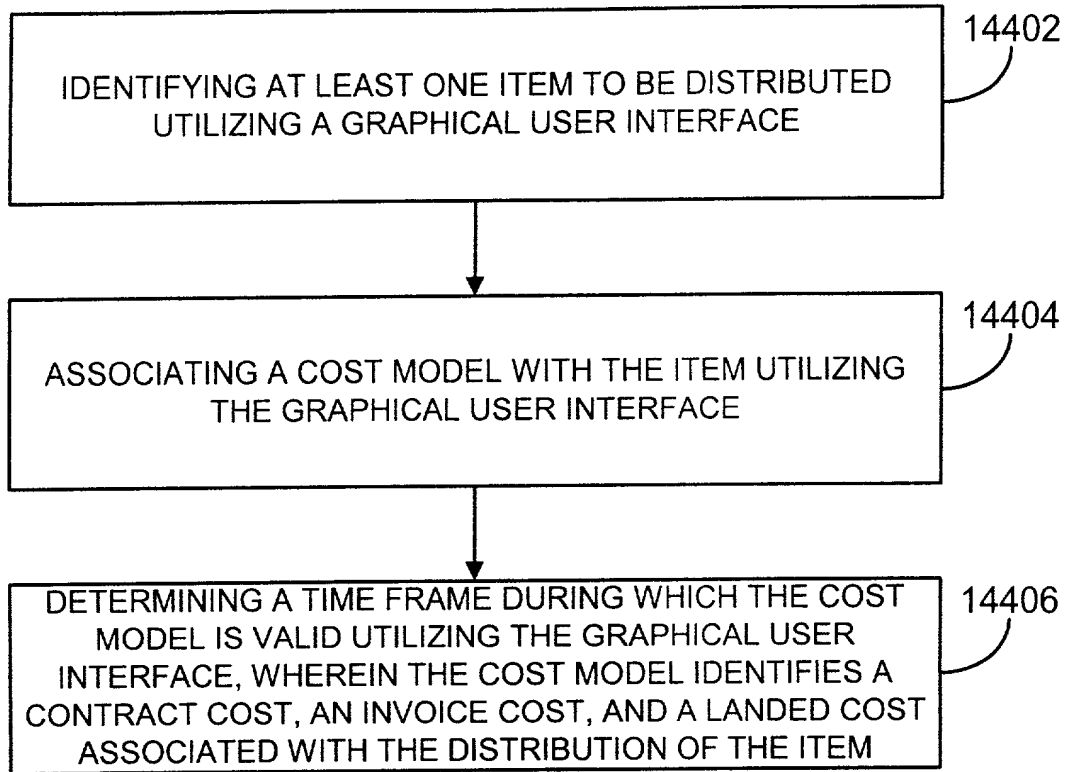 14402
IDENTIFYING AT LEAST ONE ITEM TO BE DISTRIBUTED
UTILIZING A GRAPHICAL USER INTERFACE
14404
ASSOCIATING A COST MODEL WITH THE ITEM UTILIZING
THE GRAPHICAL USER INTERFACE
14406
DETERMINING A TIME FRAME DURING WHICH THE COST
MODEL IS VALID UTILIZING THE GRAPHICAL USER
INTERFACE, WHEREIN THE COST MODEL IDENTIFIES A
CONTRACT COST, AN INVOICE COST, AND A LANDED COST
ASSOCIATED WITH THE DISTRIBUTION OF THE ITEM